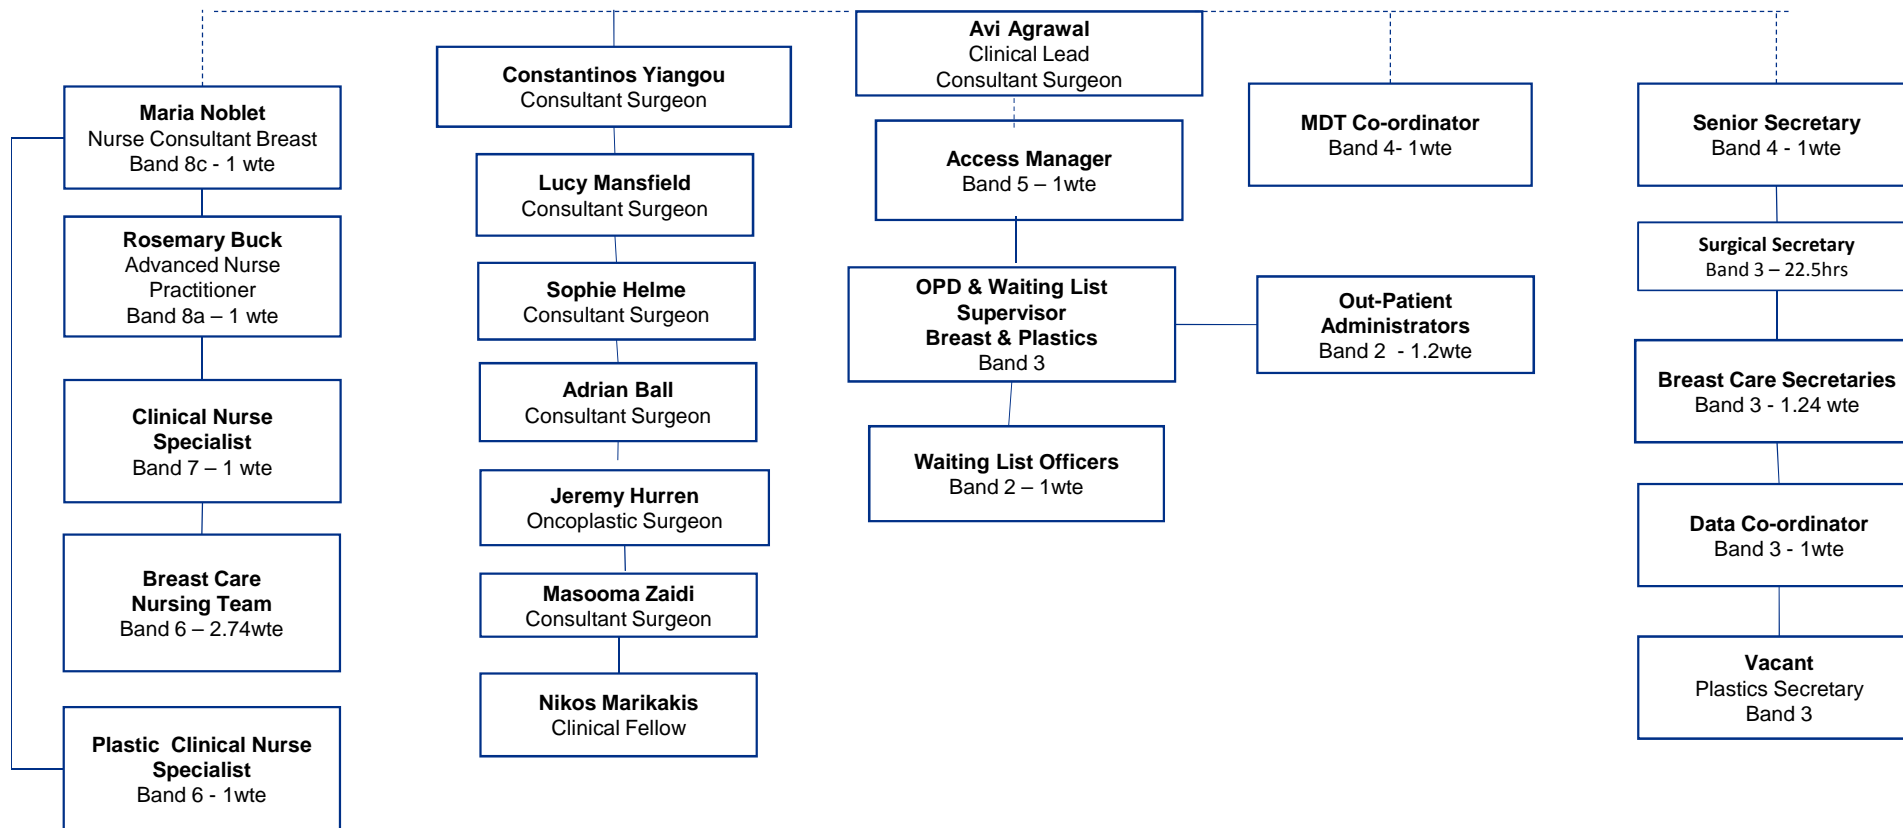 Avi Agrawal
Clinical Lead
Consultant Surgeon
Maria Noblet
Nurse Consultant Breast
Band 8c - 1 wte
Rosemary Buck
Advanced Nurse
Practitioner
Band 8a – 1 wte
Clinical Nurse
Specialist
Band 7 – 1 wte
Breast Care
Nursing Team
Band 6 – 2.74wte
Plastic  Clinical Nurse
Specialist
Band 6 - 1wte
Constantinos Yiangou
Consultant Surgeon
Lucy Mansfield
Consultant Surgeon
Sophie Helme
Consultant Surgeon
Adrian Ball
Consultant Surgeon
Jeremy Hurren
Oncoplastic Surgeon
Masooma Zaidi
Consultant Surgeon
Nikos Marikakis
Clinical Fellow
Access Manager
Band 5 – 1wte
OPD & Waiting List
Supervisor
Breast & Plastics
Band 3
Waiting List Officers
Band 2 – 1wte
Out-Patient
Administrators
Band 2  - 1.2wte
MDT Co-ordinator
Band 4- 1wte
Senior Secretary
Band 4 - 1wte
Surgical Secretary
Band 3 – 22.5hrs
Breast Care Secretaries
Band 3 - 1.24 wte
Data Co-ordinator
Band 3 - 1wte
Vacant
Plastics Secretary
Band 3